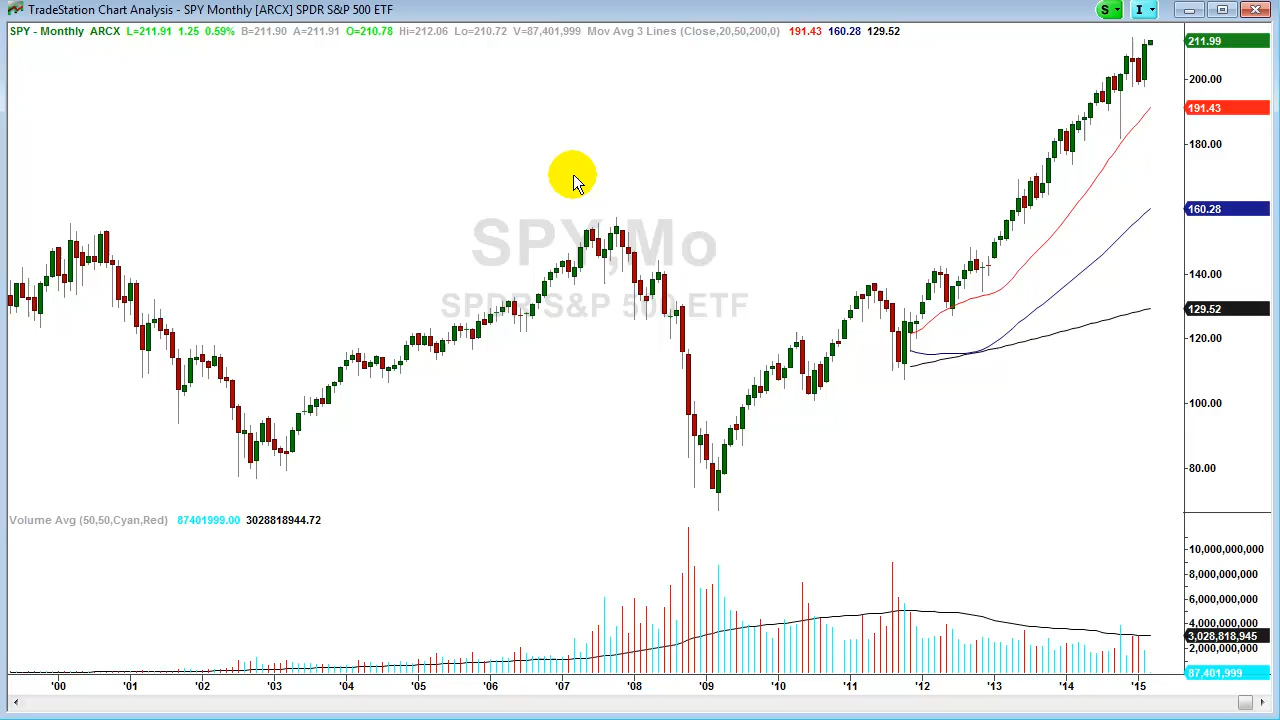 TradeStation Chart Analysis - SPY Monthly [ARCX] SPDR S&P 500 ETF
S
I
SPY - Monthly ARCX L=211.91 1.25 0.59% B=211.90 A=211.91 O=210.78 Hi=212.06 Lo=210.72 V=87,401,999 Mov Avg 3 Lines (Close,20,50,200,0) 191.43 160.28 129.52
211.99
200.00
191.43
180.00
160.28
SPY,Mo
SPDR S&P 500 ETF
140.00
129.52
120.00
100.00
80.00
Volume Avg (50,50,Cyan,Red) 87401999.00 3028818944.72
10,000,000,000
8,000,000,000
6,000,000,000
4,000,000,000
3,028,818,945
2,000,000,000
87,401,999
'00 '01 '02 '03 '04 '05 '06 '07 '08 '09 '10 '11 '12 '13 '14 '15